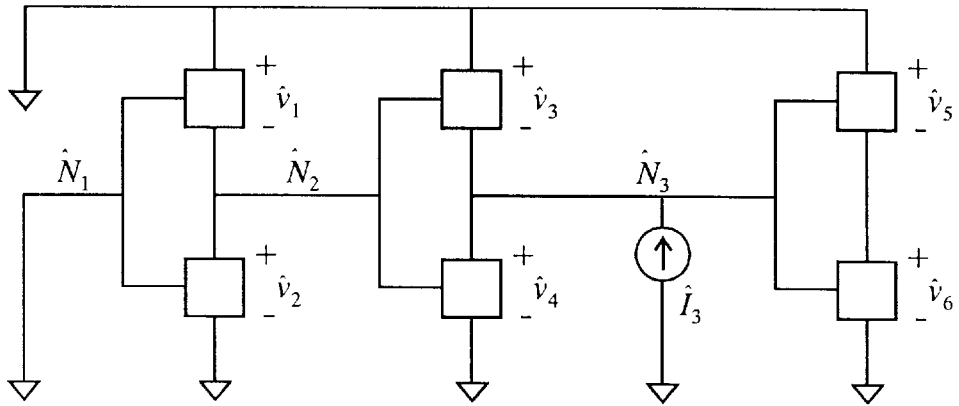 +
v̂₁
-
+
v̂₃
-
+
v̂₅
-
N̂₁
N̂₂
N̂₃
+
v̂₂
-
+
v̂₄
-
Î₃
+
v̂₆
-